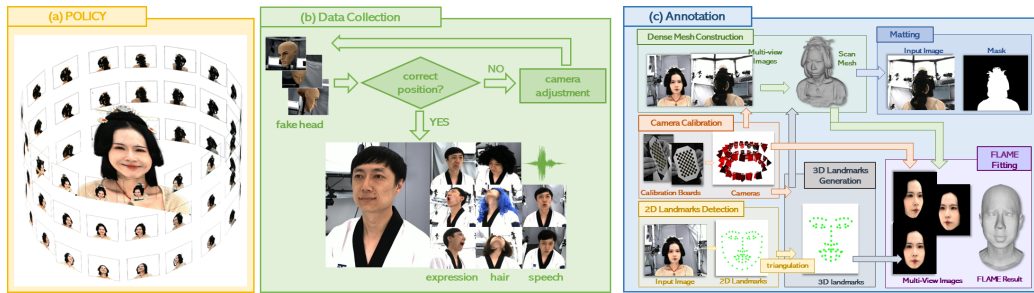 (a) POLICY
(b) Data Collection
fake head
correct
position?
NO
YES
camera
adjustment
expression
hair
speech
(c) Annotation
Dense Mesh Construction
Multi-view
Images
Scan
Mesh
Matting
Input Image
Mask
Camera Calibration
Calibration Boards
Cameras
3D Landmarks
Generation
2D Landmarks Detection
Input Image
2D Landmarks
triangulation
3D landmarks
FLAME
Fitting
Multi-View Images
FLAME Result